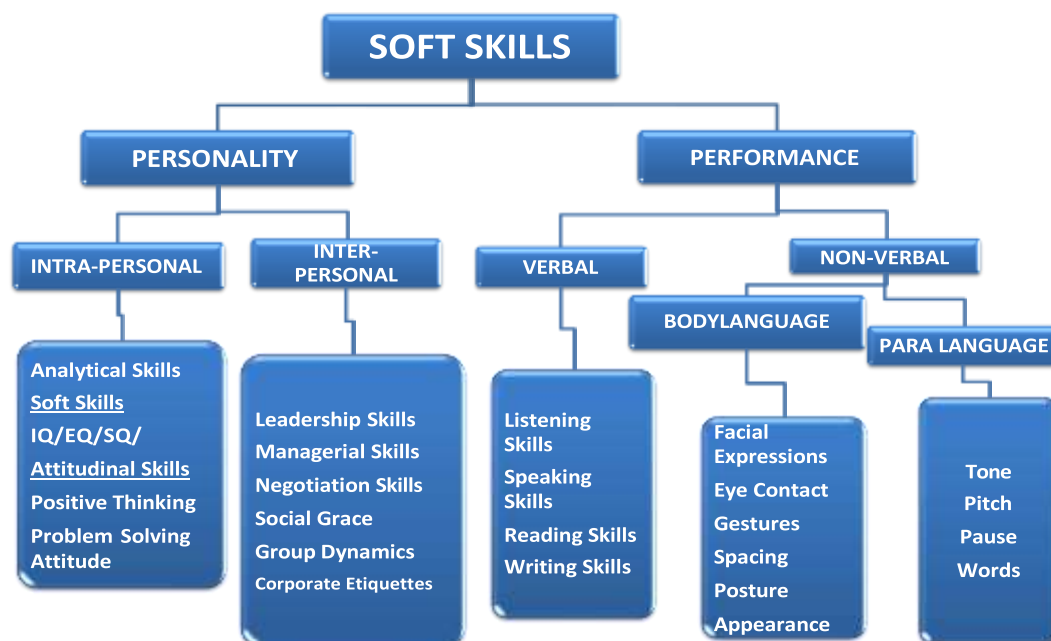 SOFT SKILLS
PERSONALITY
PERFORMANCE
INTRA-PERSONAL
INTER-
PERSONAL
VERBAL
NON-VERBAL
BODYLANGUAGE
PARA LANGUAGE
Analytical Skills
Soft Skills
IQ/EQ/SQ/
Attitudinal Skills
Positive Thinking
Problem Solving
Attitude
Leadership Skills
Managerial Skills
Negotiation Skills
Social Grace
Group Dynamics
Corporate Etiquettes
Listening
Skills
Speaking
Skills
Reading Skills
Writing Skills
Facial
Expressions
Eye Contact
Gestures
Spacing
Posture
Appearance
Tone
Pitch
Pause
Words